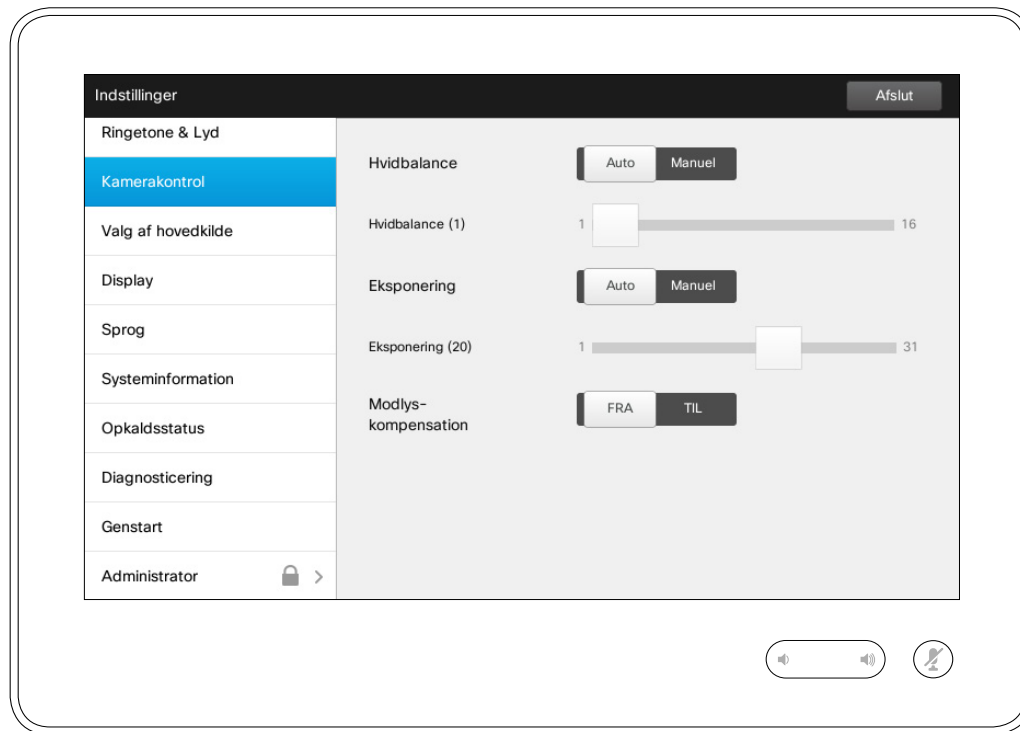 Indstillinger
Afslut
Ringetone & Lyd
Kamerakontrol
Valg af hovedkilde
Display
Sprog
Systeminformation
Opkaldsstatus
Diagnosticering
Genstart
Administrator
Hvidbalance
Auto Manuel
Hvidbalance (1)
1 16
Eksponering
Auto Manuel
Eksponering (20)
1 31
Modlys-
kompensation
FRA TIL